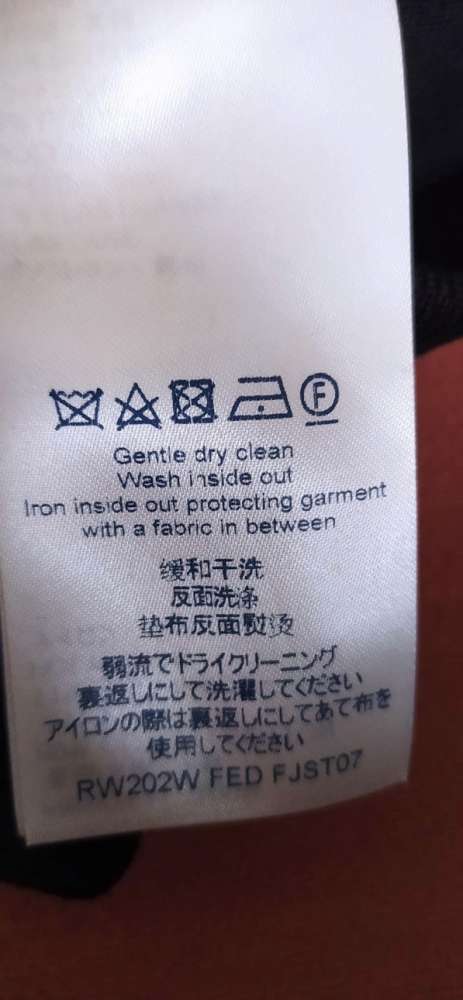 F
Gentle dry clean
Wash inside out
Iron inside out protecting garment
with a fabric in between
缓和干洗
反面洗涤
垫布反面熨烫
弱流でドライクリーニング
裏返しにして洗濯してください
アイロンの際は裏返しにしてあて布を
使用してください
RW202W FED FJST07